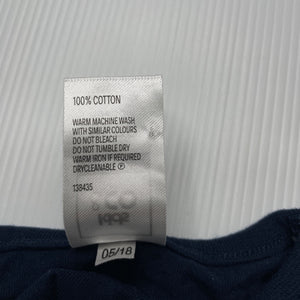 100% COTTON
WARM MACHINE WASH
WITH SIMILAR COLOURS
DO NOT BLEACH
DO NOT TUMBLE DRY
WARM IRON IF REQUIRED
DRYCLEANABLE Ⓟ
138435
05/18